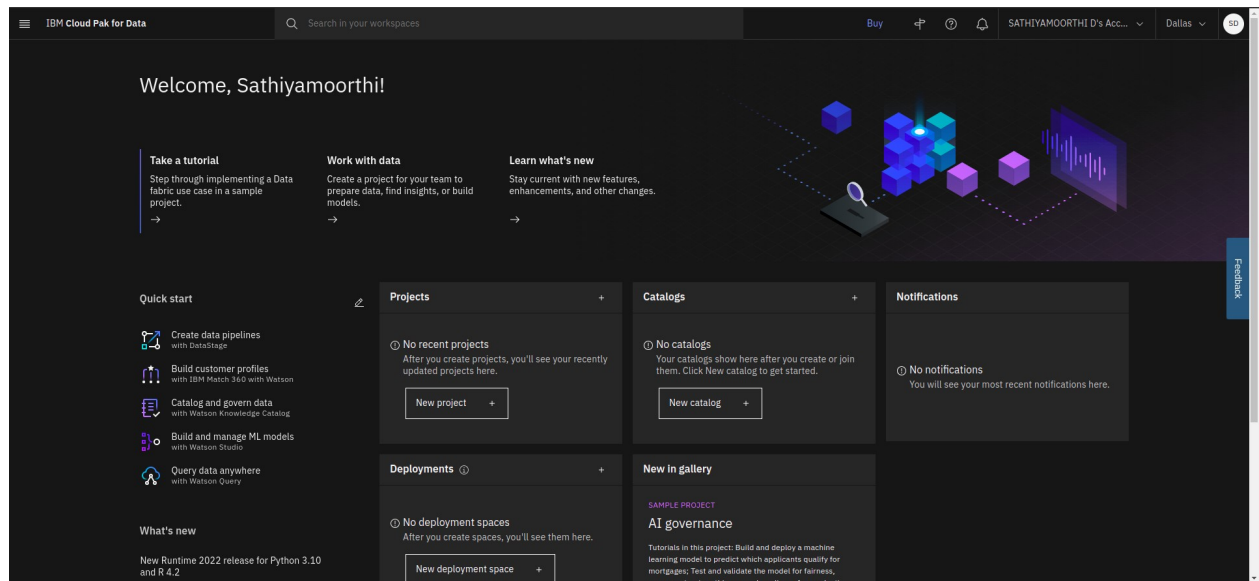 IBM Cloud Pak for Data
Search in your workspaces
Buy
SATHIYAMOORTHI D's Acc...
Dallas
SD
Welcome, Sathiyamoorthi!
Take a tutorial
Step through implementing a Data
fabric use case in a sample
project.
Work with data
Create a project for your team to
prepare data, find insights, or build
models.
Learn what's new
Stay current with new features,
enhancements, and other changes.
Feedback
Quick start
Create data pipelines
with DataStage
Build customer profiles
with IBM Match 360 with Watson
Catalog and govern data
with Watson Knowledge Catalog
Build and manage ML models
with Watson Studio
Query data anywhere
with Watson Query
What's new
New Runtime 2022 release for Python 3.10
and R 4.2
Projects +
No recent projects
After you create projects, you'll see your recently
updated projects here.
New project +
Catalogs +
No catalogs
Your catalogs show here after you create or join
them. Click New catalog to get started.
New catalog +
Notifications
No notifications
You will see your most recent notifications here.
Deployments +
No deployment spaces
After you create spaces, you'll see them here.
New deployment space +
New in gallery
SAMPLE PROJECT
AI governance
Tutorials in this project: Build and deploy a machine
learning model to predict which applicants qualify for
mortgages; Test and validate the model for fairness,